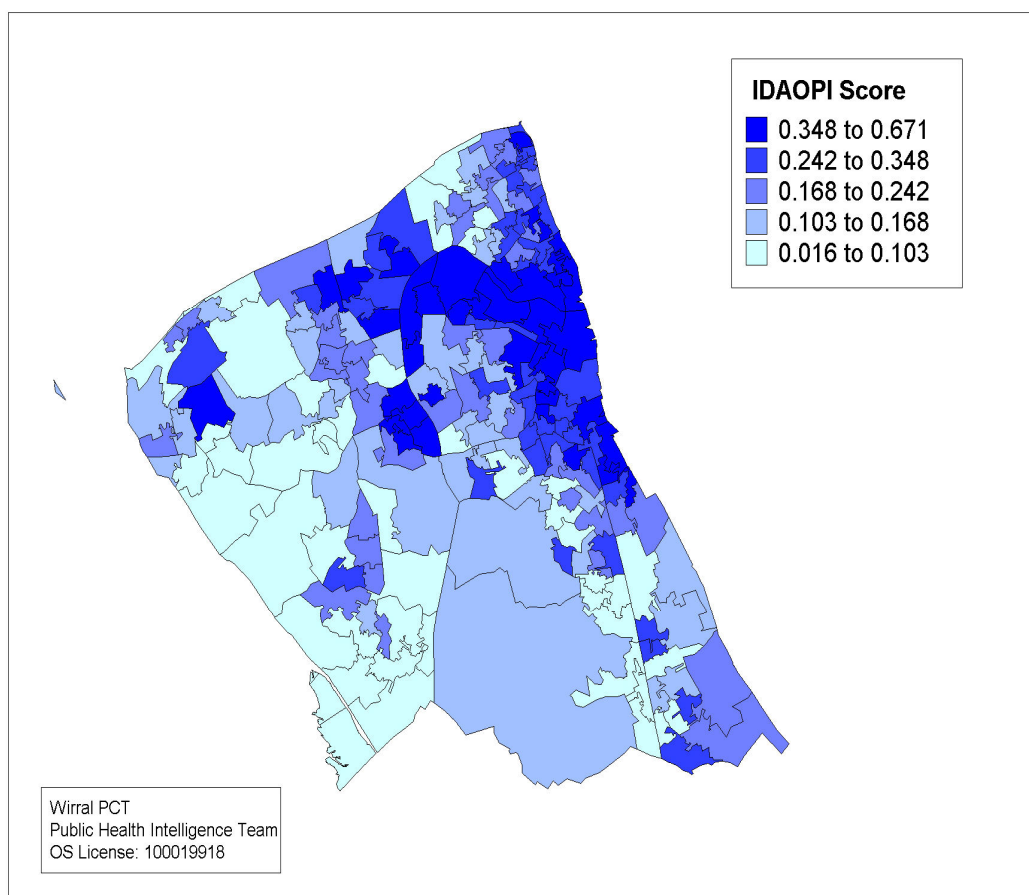 IDAOPI Score
0.348 to 0.671
0.242 to 0.348
0.168 to 0.242
0.103 to 0.168
0.016 to 0.103
Wirral PCT
Public Health Intelligence Team
OS License: 100019918